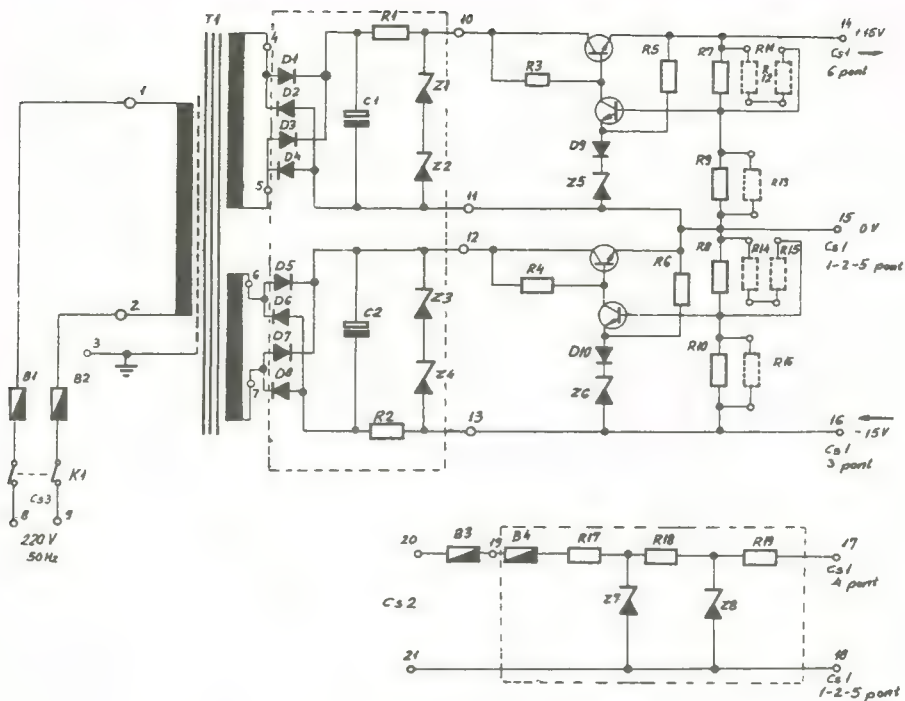 T1
R1
10
14
+15V
Cs1
6 pont
4
D1
D2
D3
D4
5
C1
Z1
Z2
R3
R5
R7
R11
R12
D9
Z5
R9
R13
1
11
12
15
0V
Cs1
1-2-5 pont
6
D5
D6
D7
D8
7
C2
Z3
Z4
R4
R6
R8
R14
R15
2
3
B1
B2
D10
Z6
R10
R16
R2
13
16
-15V
Cs1
3 pont
K1
Cs3
8
9
220 V
50Hz
20
B3
19
B4
R17
R18
R19
17
Cs1
4 pont
Cs2
Z7
Z8
21
18
Cs1
1-2-5 pont